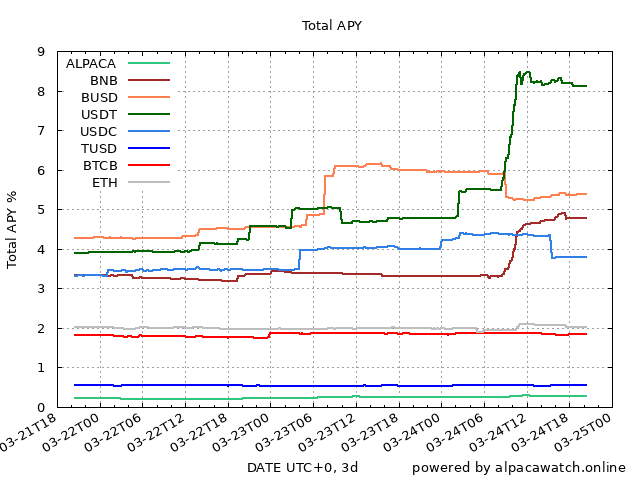 Total APY
Total APY %
9
8
7
6
5
4
3
2
1
0
ALPACA
BNB
BUSD
USDT
USDC
TUSD
BTCB
ETH
03-21T18
03-22T00
03-22T06
03-22T12
03-22T18
03-23T00
03-23T06
03-23T12
03-23T18
03-24T00
03-24T06
03-24T12
03-24T18
03-25T00
DATE UTC+0, 3d
powered by alpacawatch.online